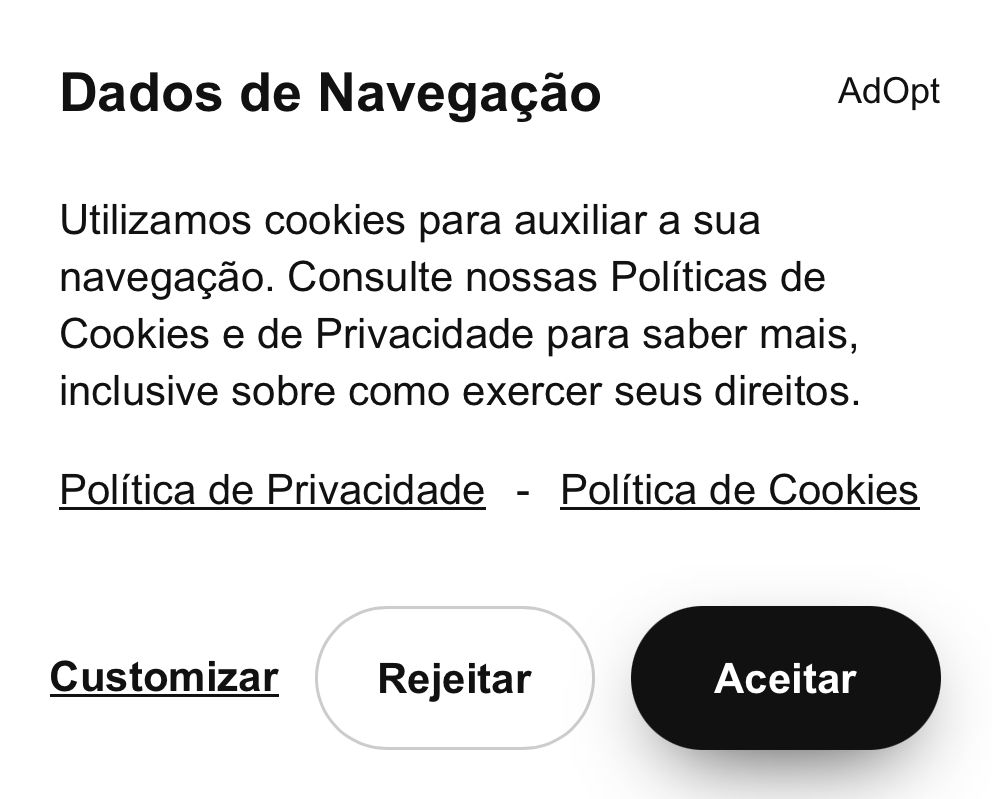 Dados de Navegação
AdOpt
Utilizamos cookies para auxiliar a sua
navegação. Consulte nossas Políticas de
Cookies e de Privacidade para saber mais,
inclusive sobre como exercer seus direitos.
Política de Privacidade - Política de Cookies
Customizar
Rejeitar
Aceitar